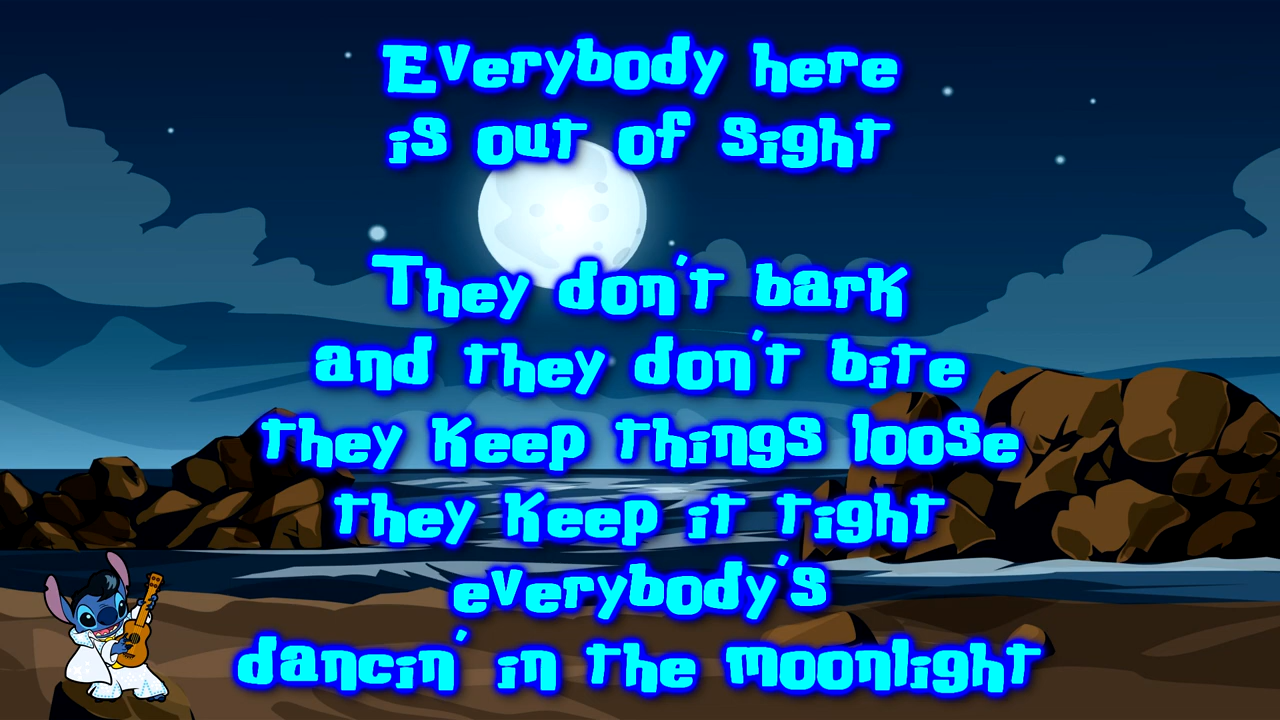 Everybody here
is out of sight
They don't bark
and they don't bite
they keep things loose
they keep it tight
everybody's
dancin' in the moonlight